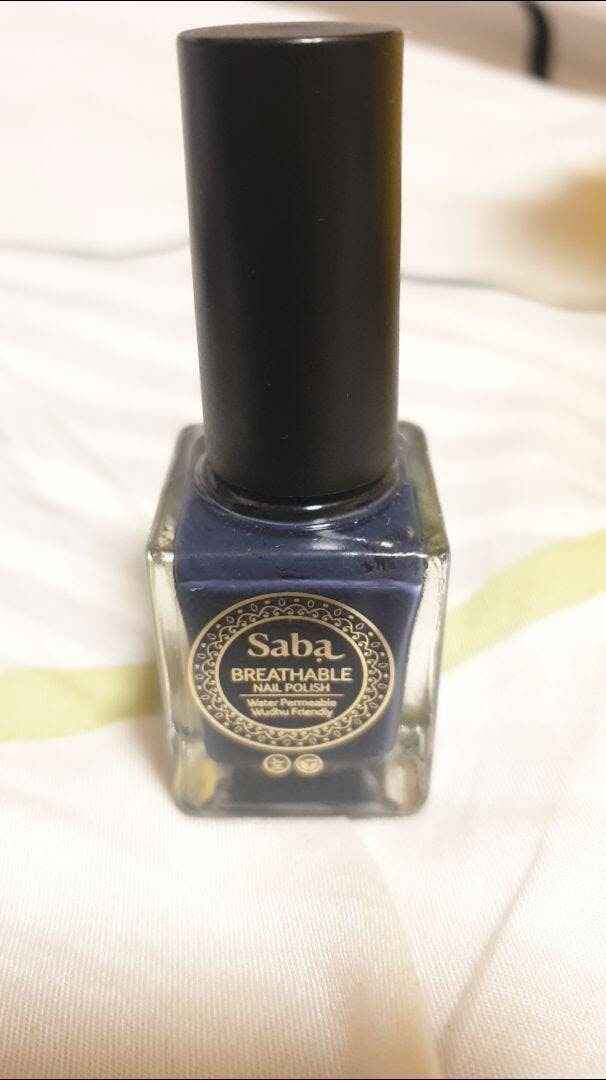 Saba
BREATHABLE
NAIL POLISH
Water Permeable
Wudhu Friendly